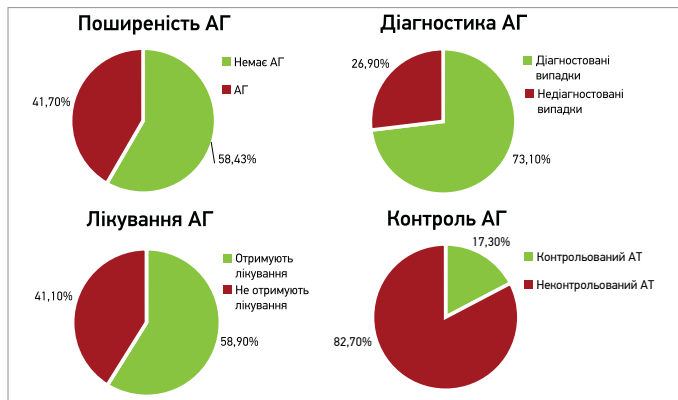 Поширеність АГ
Немає АГ
АГ
41,70%
58,43%
Діагностика АГ
26,90%
Діагностовані
випадки
Недіагностовані
випадки
73,10%
Лікування АГ
Отримують
лікування
Не отримують
лікування
41,10%
58,90%
Контроль АГ
17,30%
Контрольований АТ
Неконтрольований АТ
82,70%